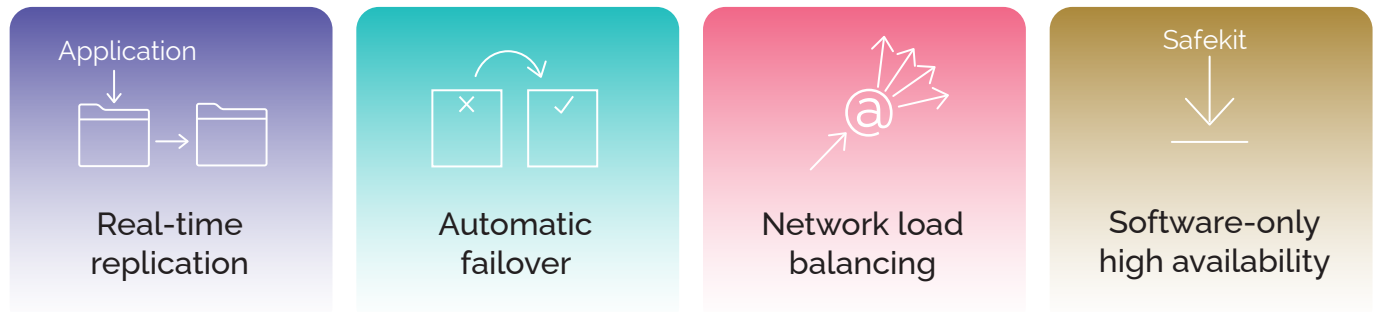 Application
Real-time
replication
Automatic
failover
@
Network load
balancing
Safekit
Software-only
high availability